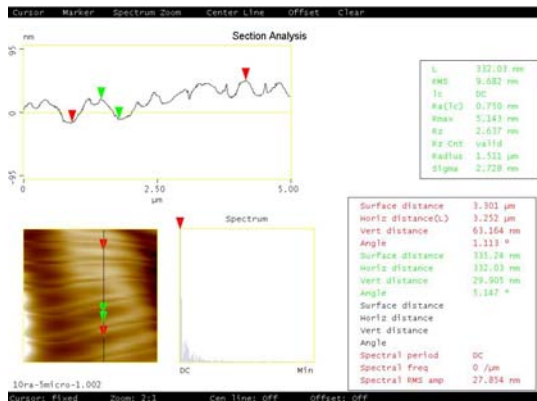 Cursor Marker Spectrum Zoom Center Line Offset Clear
nm
Section Analysis
95
0
-95
0 2.50 5.00
µm
L 332.03 nm
RMS 9.682 nm
lc DC
Ra(lc) 0.750 nm
Rmax 5.143 nm
Rz 2.637 nm
Rz Cnt valid
Radius 1.511 µm
Sigma 2.728 nm
Spectrum
DC Min
Surface distance 3.301 µm
Horiz distance(L) 3.252 µm
Vert distance 63.164 nm
Angle 1.113 °
Surface distance 335.24 nm
Horiz distance 332.03 nm
Vert distance 29.905 nm
Angle 5.147 °
Surface distance
Horiz distance
Vert distance
Angle
Spectral period DC
Spectral freq 0 /µm
Spectral RMS amp 27.854 nm
10ra-5micro-1.002
Cursor: fixed Zoom: 2:1 Cen line: Off Offset: Off